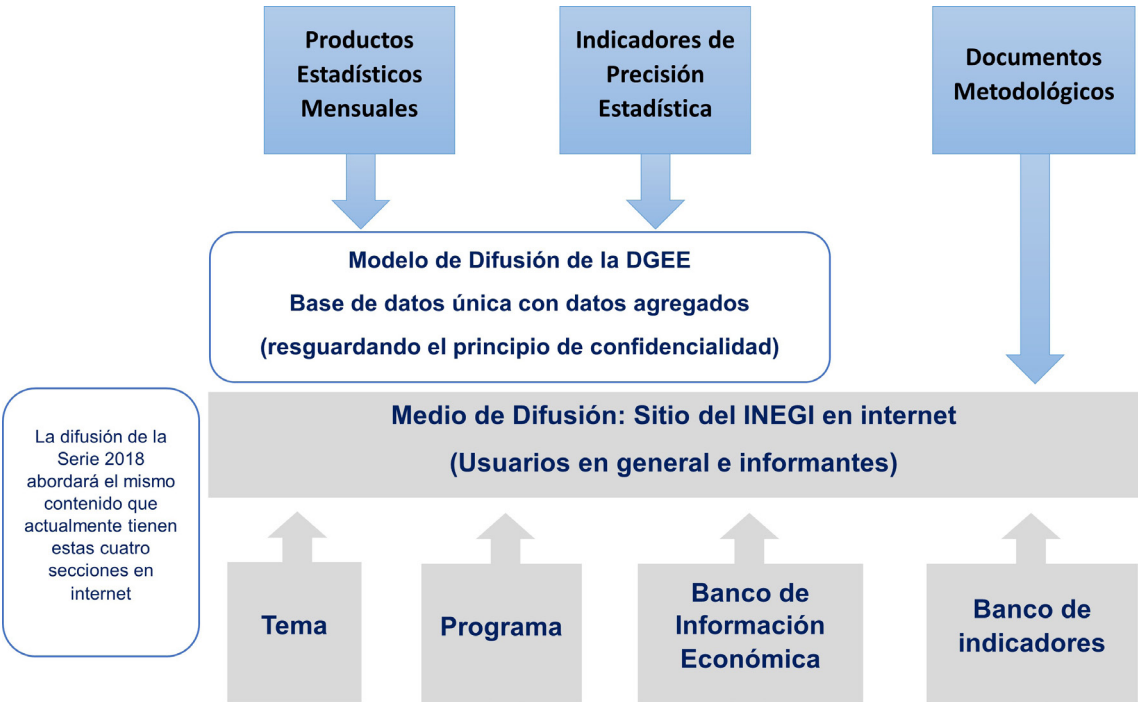 Productos
Estadísticos
Mensuales
Indicadores de
Precisión
Estadística
Documentos
Metodológicos
Modelo de Difusión de la DGEE
Base de datos única con datos agregados
(resguardando el principio de confidencialidad)
La difusión de la
Serie 2018
abordará el mismo
contenido que
actualmente tienen
estas cuatro
secciones en
internet
Medio de Difusión: Sitio del INEGI en internet
(Usuarios en general e informantes)
Tema
Programa
Banco de
Información
Económica
Banco de
indicadores